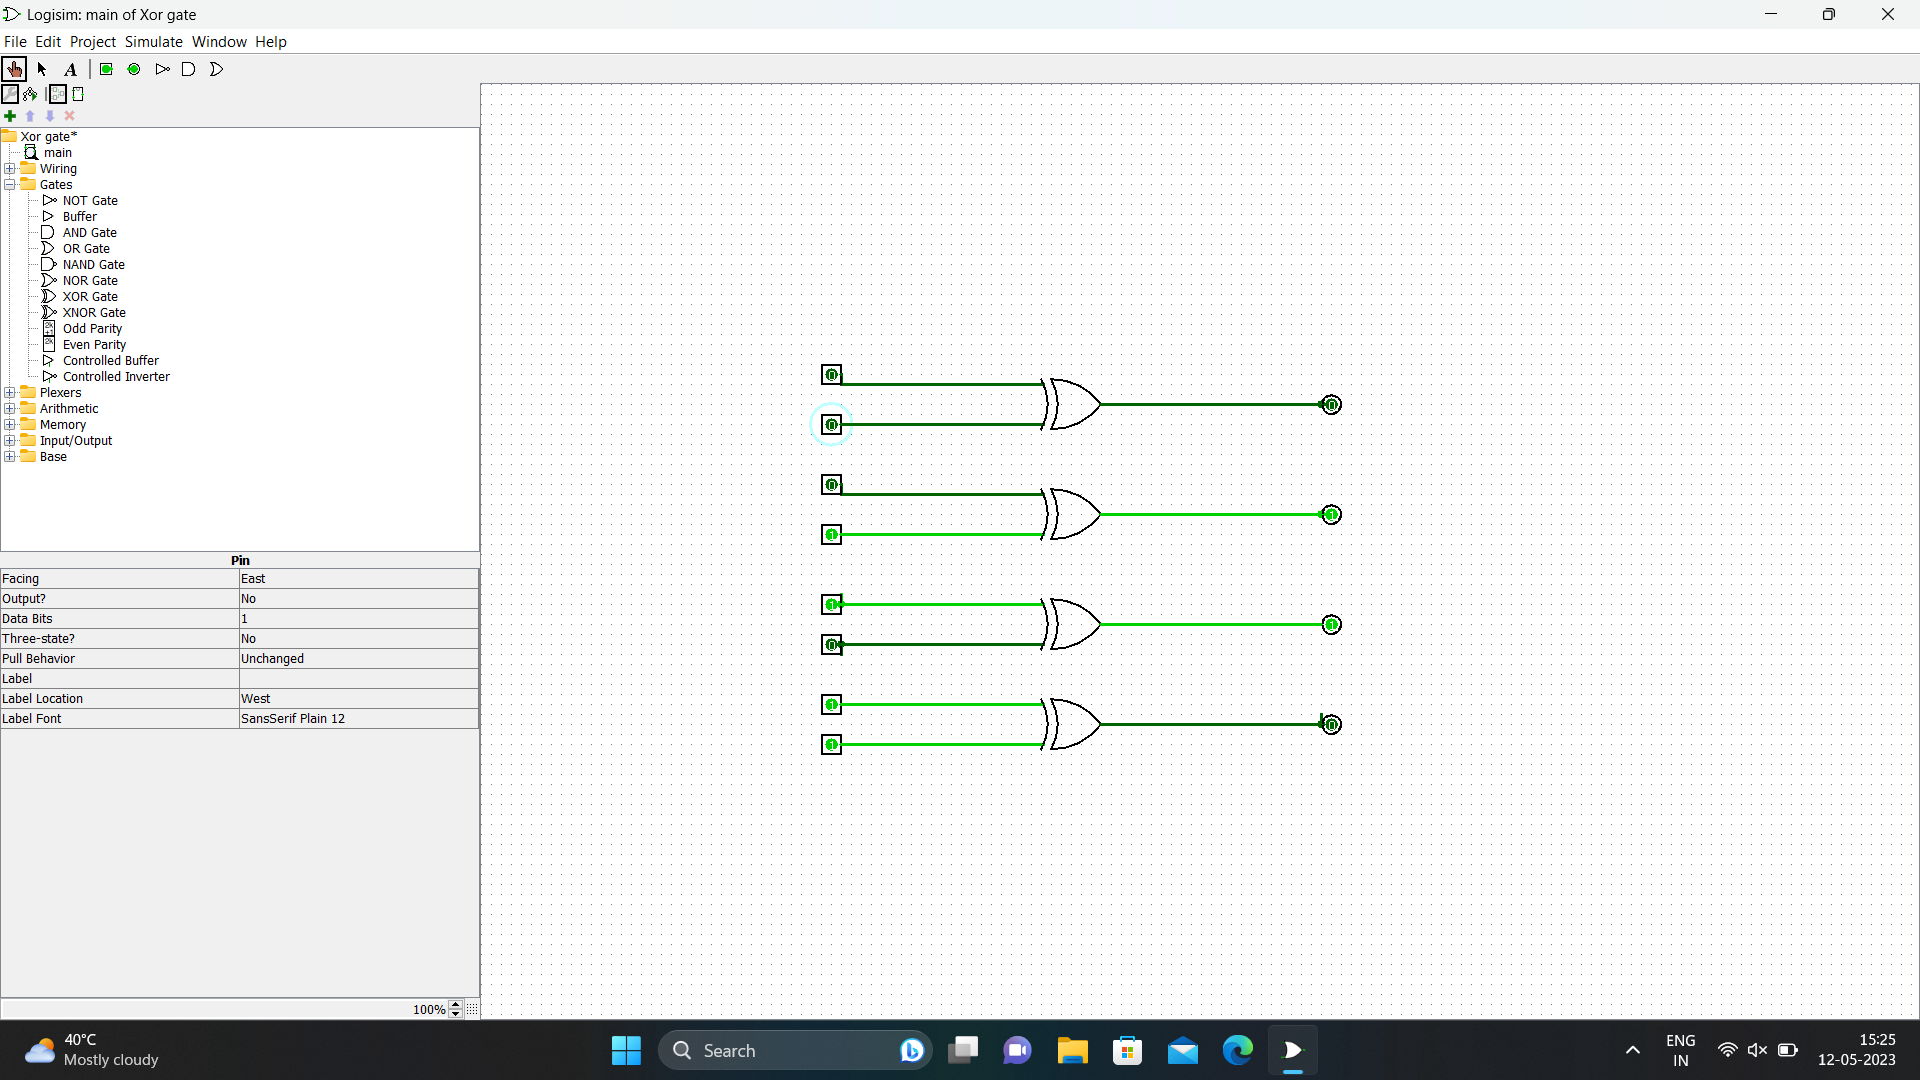 Logisim: main of Xor gate
File Edit Project Simulate Window Help
A
Xor gate*
main
Wiring
Gates
NOT Gate
Buffer
AND Gate
OR Gate
NAND Gate
NOR Gate
XOR Gate
XNOR Gate
Odd Parity
Even Parity
Controlled Buffer
Controlled Inverter
Plexers
Arithmetic
Memory
Input/Output
Base
Pin
Facing East
Output? No
Data Bits 1
Three-state? No
Pull Behavior Unchanged
Label
Label Location West
Label Font SansSerif Plain 12
100%
0
0
0
0
1
1
1
0
1
1
1
0
40°C
Mostly cloudy
Search
ENG
IN
15:25
12-05-2023